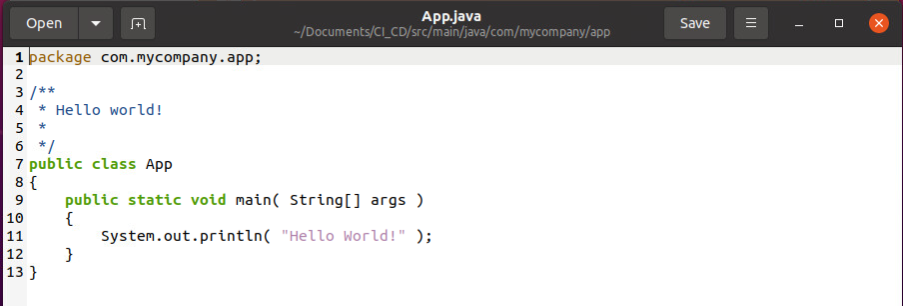 Open
App.java
~/Documents/CI_CD/src/main/java/com/mycompany/app
Save
1 package com.mycompany.app;
2
3 /**
4  * Hello world!
5  *
6  */
7 public class App
8 {
9     public static void main( String[] args )
10     {
11         System.out.println( "Hello World!" );
12     }
13 }